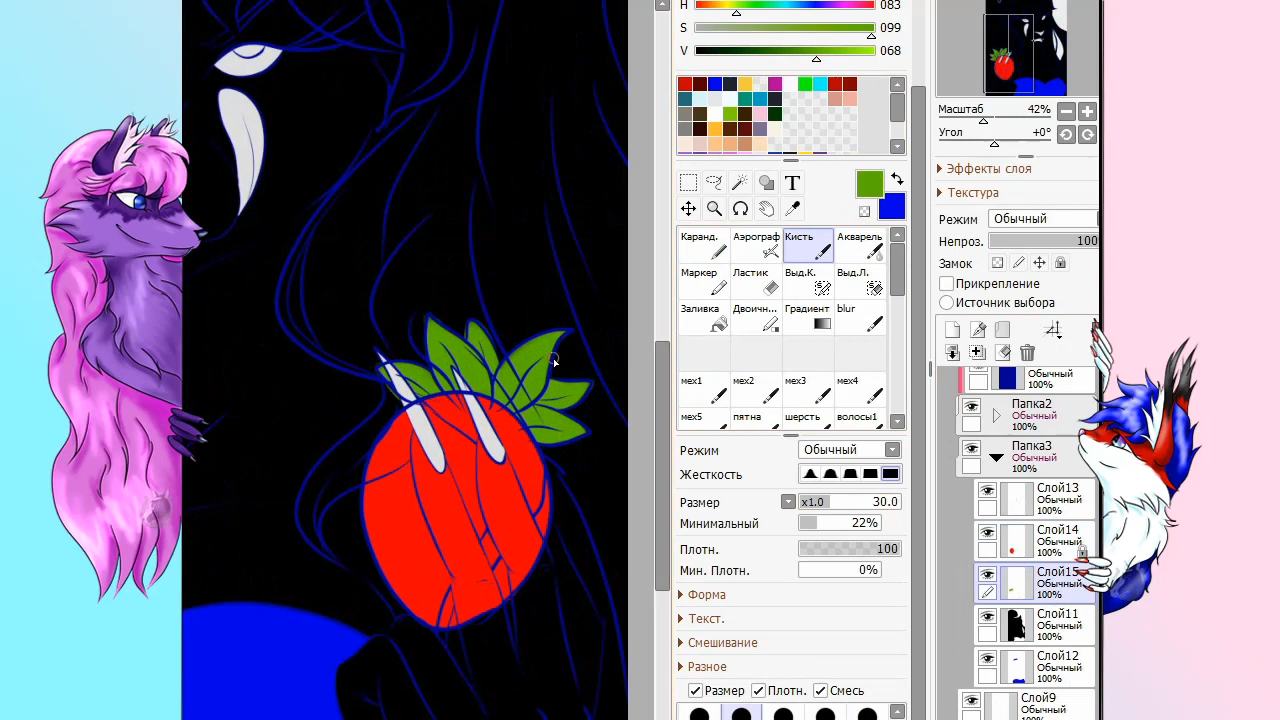 H 083
S 099
V 068
T
Каранд. Аэрограф Кисть Акварель
Маркер Ластик Выд.К. Выд.Л.
Заливка Двоичн... Градиент blur
мех1 мех2 мех3 мех4
мех5 пятна шерсть волосы1
Режим Обычный
Жесткость
Размер x1.0 30.0
Минимальный 22%
Плотн. 100
Мин. Плотн. 0%
Форма
Текст.
Смешивание
Разное
Размер Плотн. Смесь
Масштаб 42%
Угол +0°
Эффекты слоя
Текстура
Режим Обычный
Непроз. 100
Замок
Прикрепление
Источник выбора
Обычный
100%
Папка2
Обычный
100%
Папка3
Обычный
100%
Слой13
Обычный
100%
Слой14
Обычный
100%
Слой15
Обычный
100%
Слой11
Обычный
100%
Слой12
Обычный
100%
Слой9
Обычный